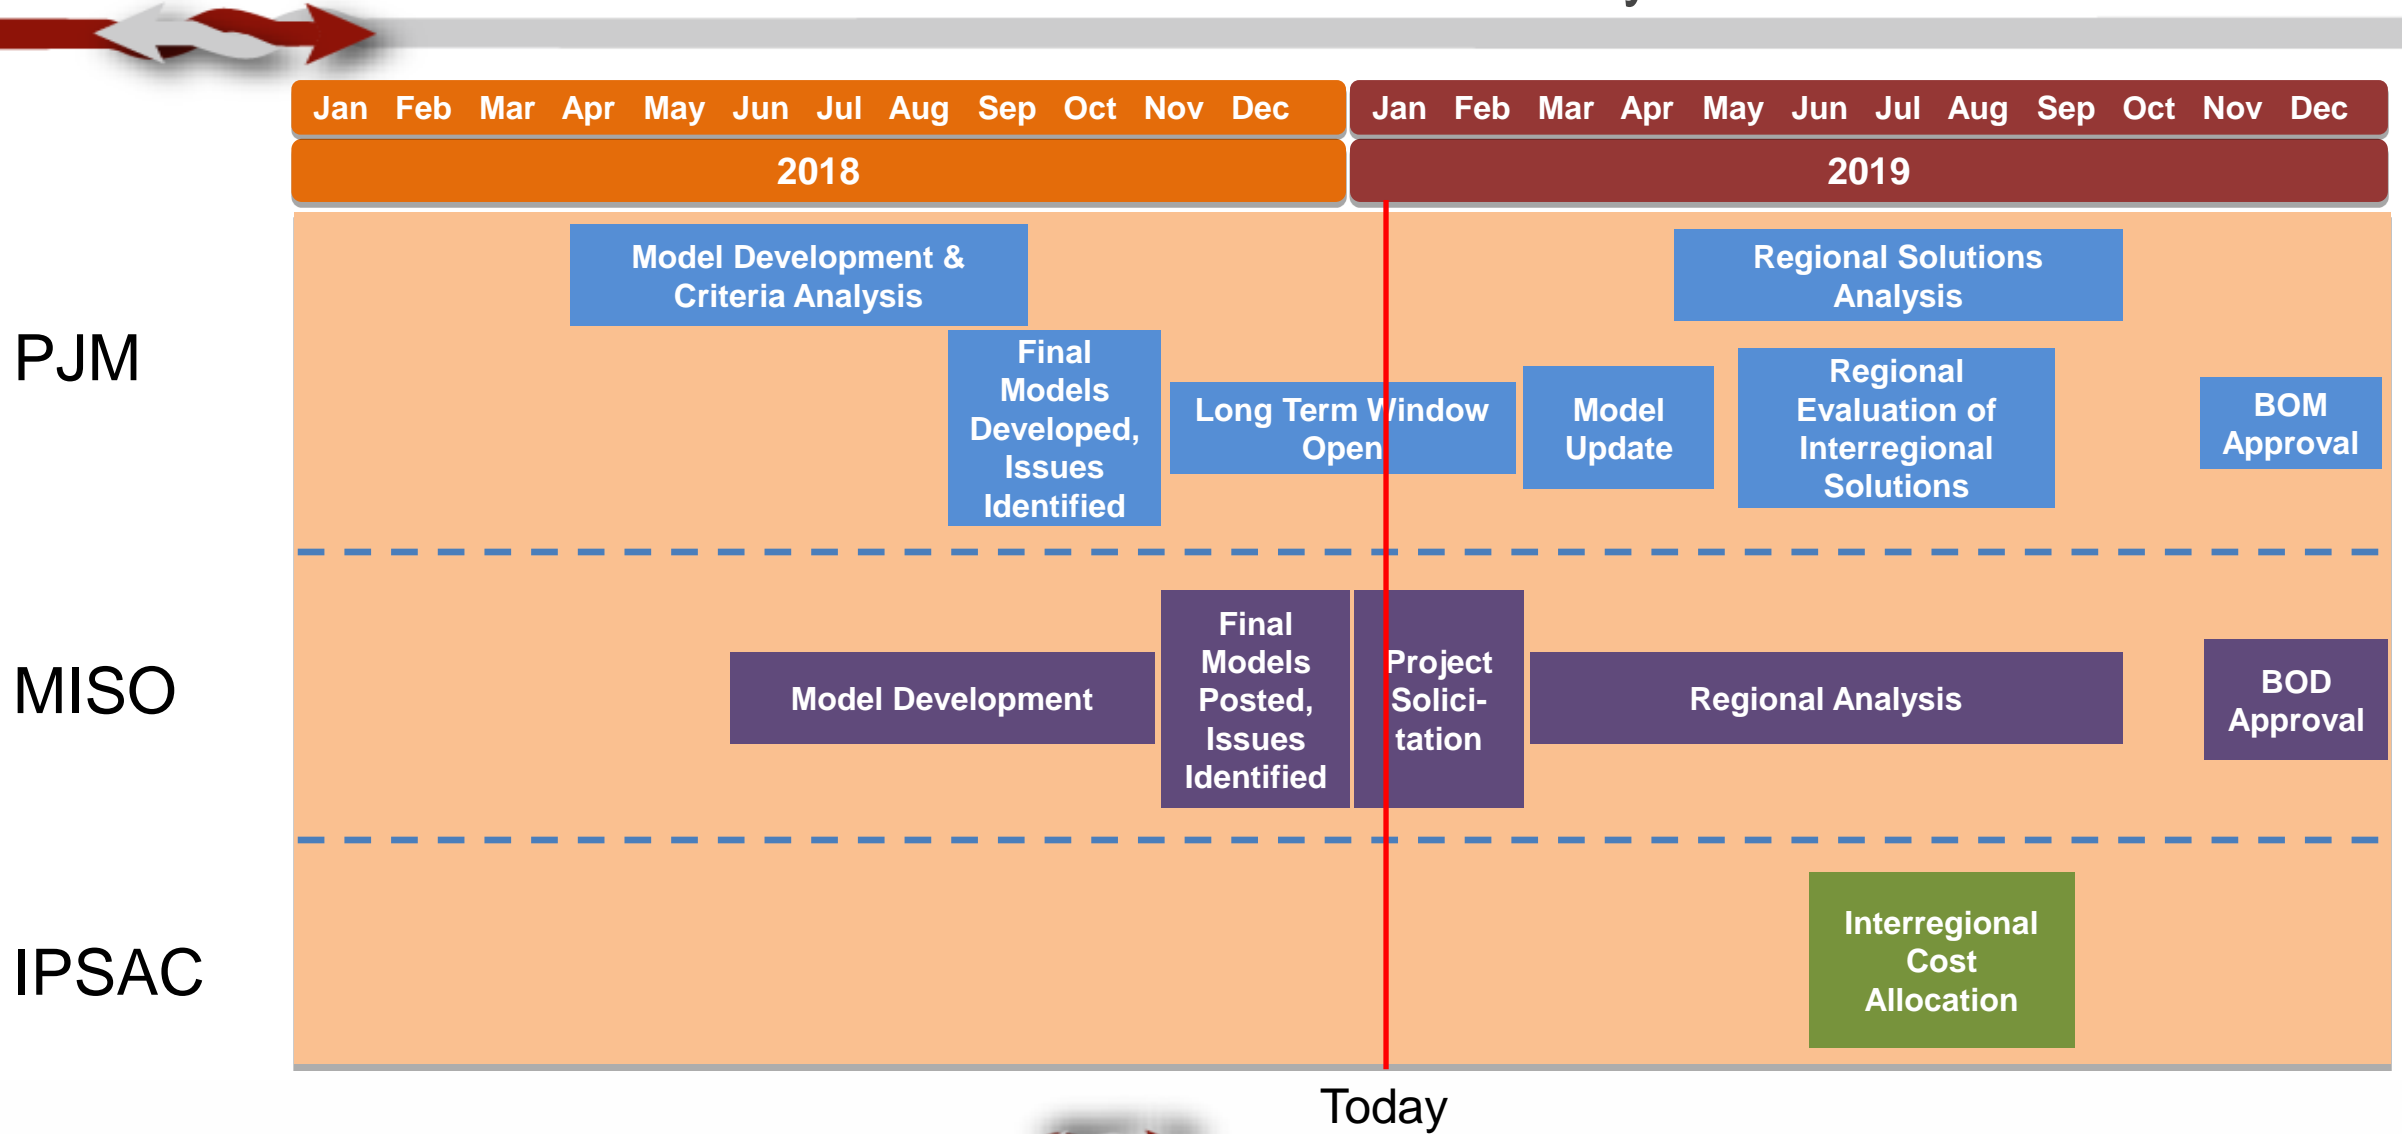 Jan Feb Mar Apr May Jun Jul Aug Sep Oct Nov Dec
Jan Feb Mar Apr May Jun Jul Aug Sep Oct Nov Dec
2018
2019
PJM
Model Development &
Criteria Analysis
Final
Models
Developed,
Issues
Identified
Long Term Window
Open
Model
Update
Regional Solutions
Analysis
Regional
Evaluation of
Interregional
Solutions
BOM
Approval
MISO
Model Development
Final
Models
Posted,
Issues
Identified
Project
Solici-
tation
Regional Analysis
BOD
Approval
IPSAC
Interregional
Cost
Allocation
Today